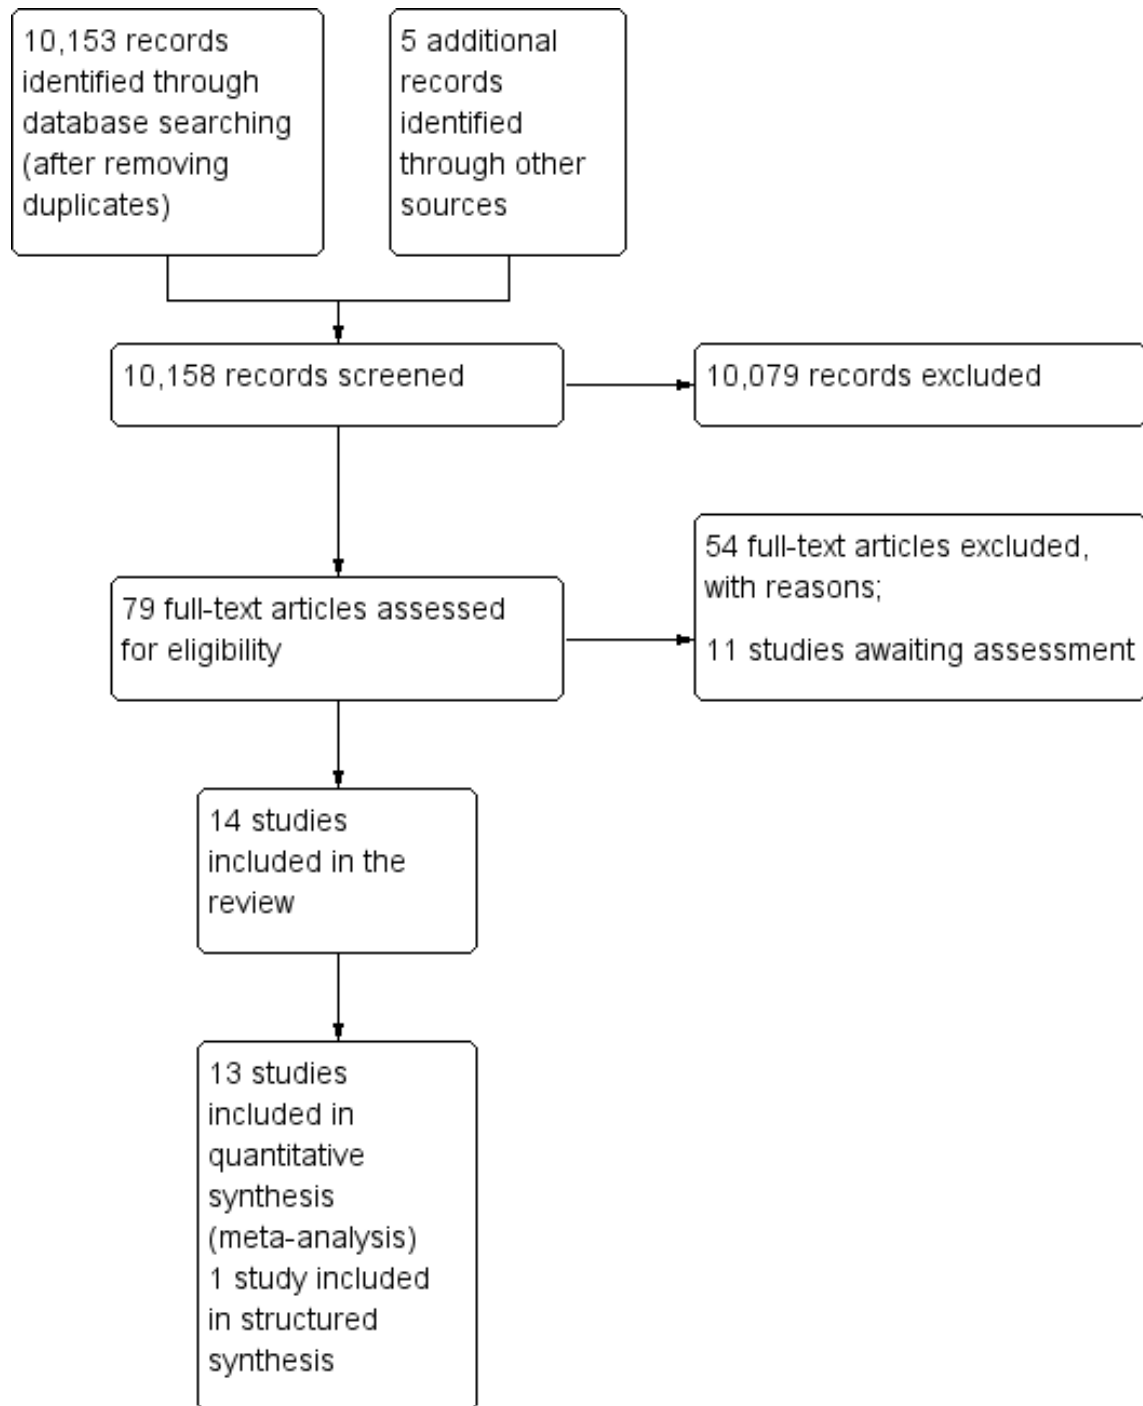 10,153 records
identified through
database searching
(after removing
duplicates)
5 additional
records
identified
through other
sources
10,158 records screened
10,079 records excluded
79 full-text articles assessed
for eligibility
54 full-text articles excluded,
with reasons;
11 studies awaiting assessment
14 studies
included in the
review
13 studies
included in
quantitative
synthesis
(meta-analysis)
1 study included
in structured
synthesis